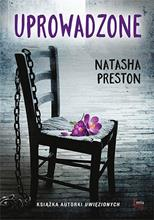 UPROWADZONE
NATASHA
PRESTON
KSIĄŻKA AUTORKI UWIĘZIONYCH